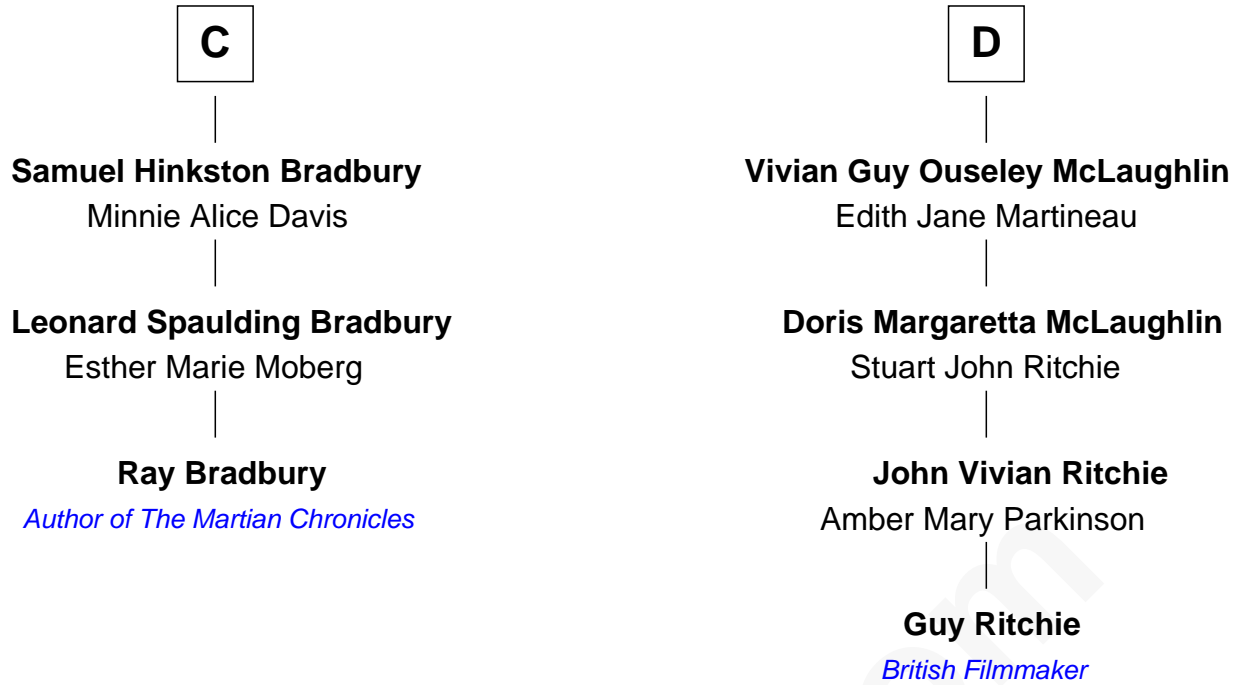 C
Samuel Hinkston Bradbury
Minnie Alice Davis
Leonard Spaulding Bradbury
Esther Marie Moberg
Ray Bradbury
Author of The Martian Chronicles
D
Vivian Guy Ouseley McLaughlin
Edith Jane Martineau
Doris Margaretta McLaughlin
Stuart John Ritchie
John Vivian Ritchie
Amber Mary Parkinson
Guy Ritchie
British Filmmaker